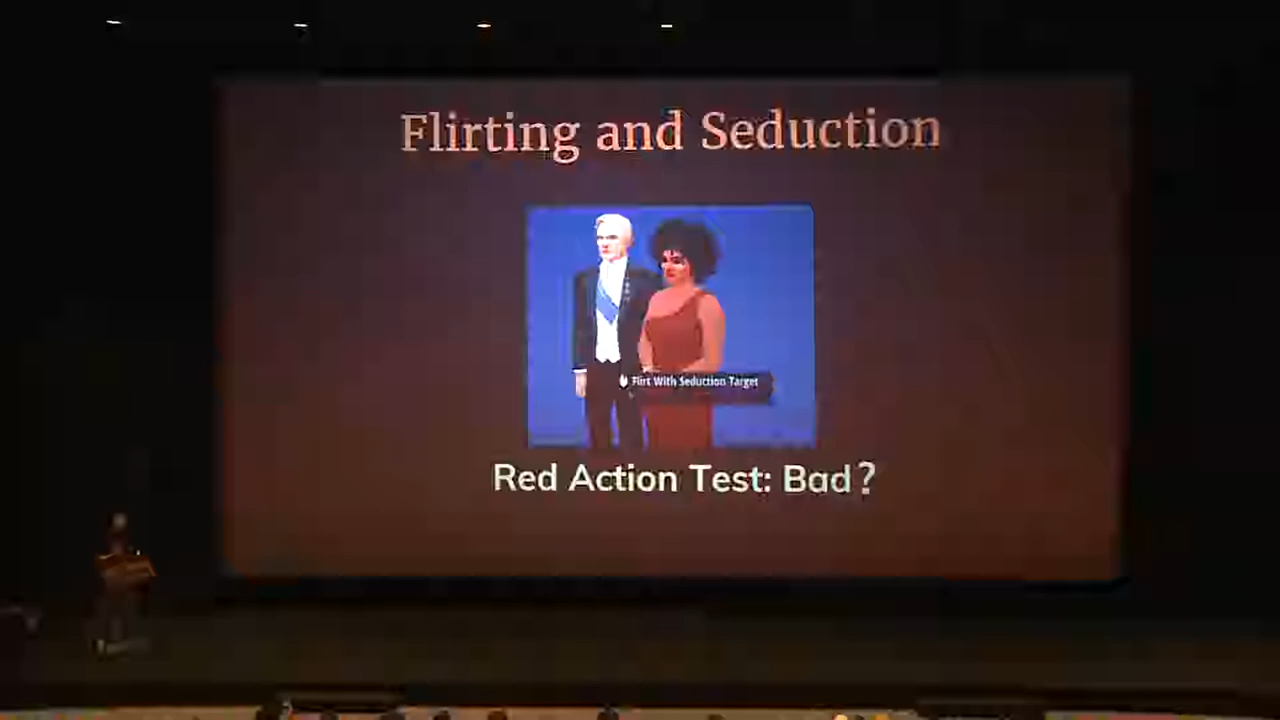 Flirting and Seduction
Flirt With Seduction Target
Red Action Test: Bad?